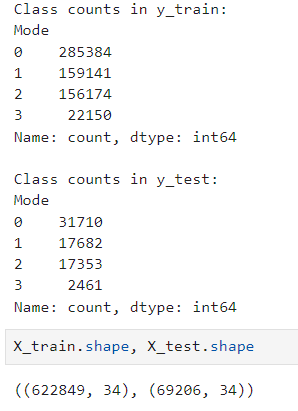 Class counts in y_train:
Mode
0    285384
1    159141
2    156174
3     22150
Name: count, dtype: int64
Class counts in y_test:
Mode
0    31710
1    17682
2    17353
3     2461
Name: count, dtype: int64
X_train.shape, X_test.shape
((622849, 34), (69206, 34))